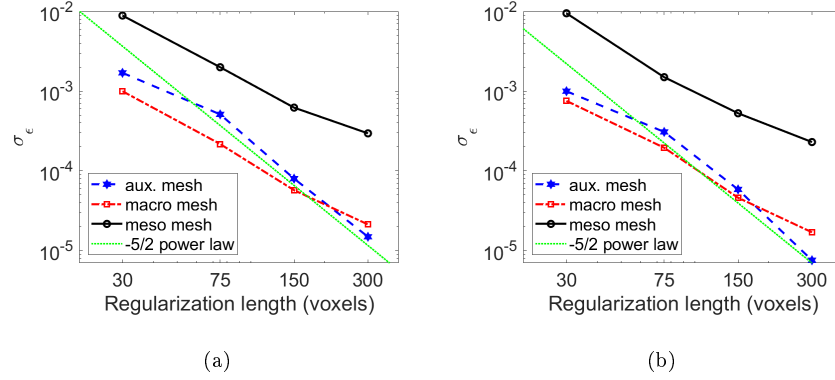 10^-2
10^-3
10^-4
10^-5
σ_ϵ
aux. mesh
macro mesh
meso mesh
-5/2 power law
30 75 150 300
Regularization length (voxels)
(a)
10^-2
10^-3
10^-4
10^-5
σ_ϵ
aux. mesh
macro mesh
meso mesh
-5/2 power law
30 75 150 300
Regularization length (voxels)
(b)